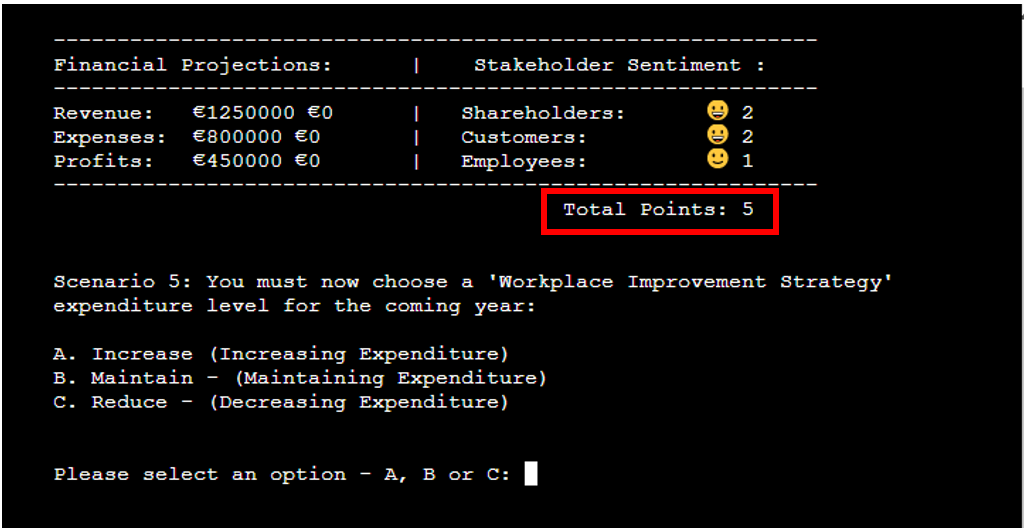 ------------------------------------------------------------
Financial Projections: | Stakeholder Sentiment :
------------------------------------------------------------
Revenue: €1250000 €0 | Shareholders: 😀 2
Expenses: €800000 €0 | Customers: 😀 2
Profits: €450000 €0 | Employees: 🙂 1
------------------------------------------------------------
Total Points: 5
Scenario 5: You must now choose a 'Workplace Improvement Strategy'
expenditure level for the coming year:
A. Increase (Increasing Expenditure)
B. Maintain - (Maintaining Expenditure)
C. Reduce - (Decreasing Expenditure)
Please select an option - A, B or C: